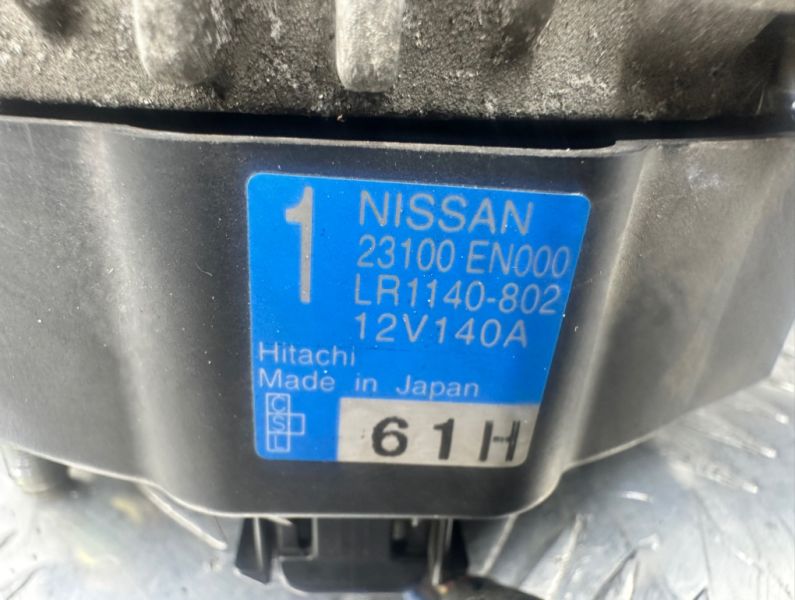 1
NISSAN
23100 EN000
LR1140-802
12V140A
Hitachi
Made in Japan
C
S
L
61H